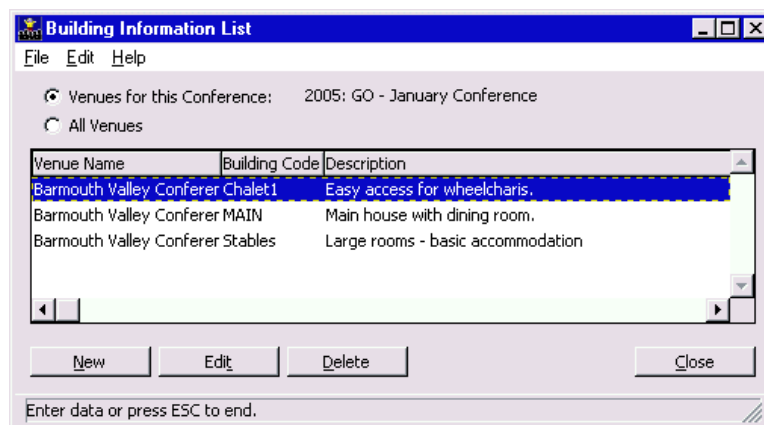 Building Information List
File Edit Help
Venues for this Conference: 2005: GO - January Conference
All Venues
Venue Name Building Code Description
Barmouth Valley Conferer Chalet1 Easy access for wheelcharis.
Barmouth Valley Conferer MAIN Main house with dining room.
Barmouth Valley Conferer Stables Large rooms - basic accommodation
New Edit Delete Close
Enter data or press ESC to end.